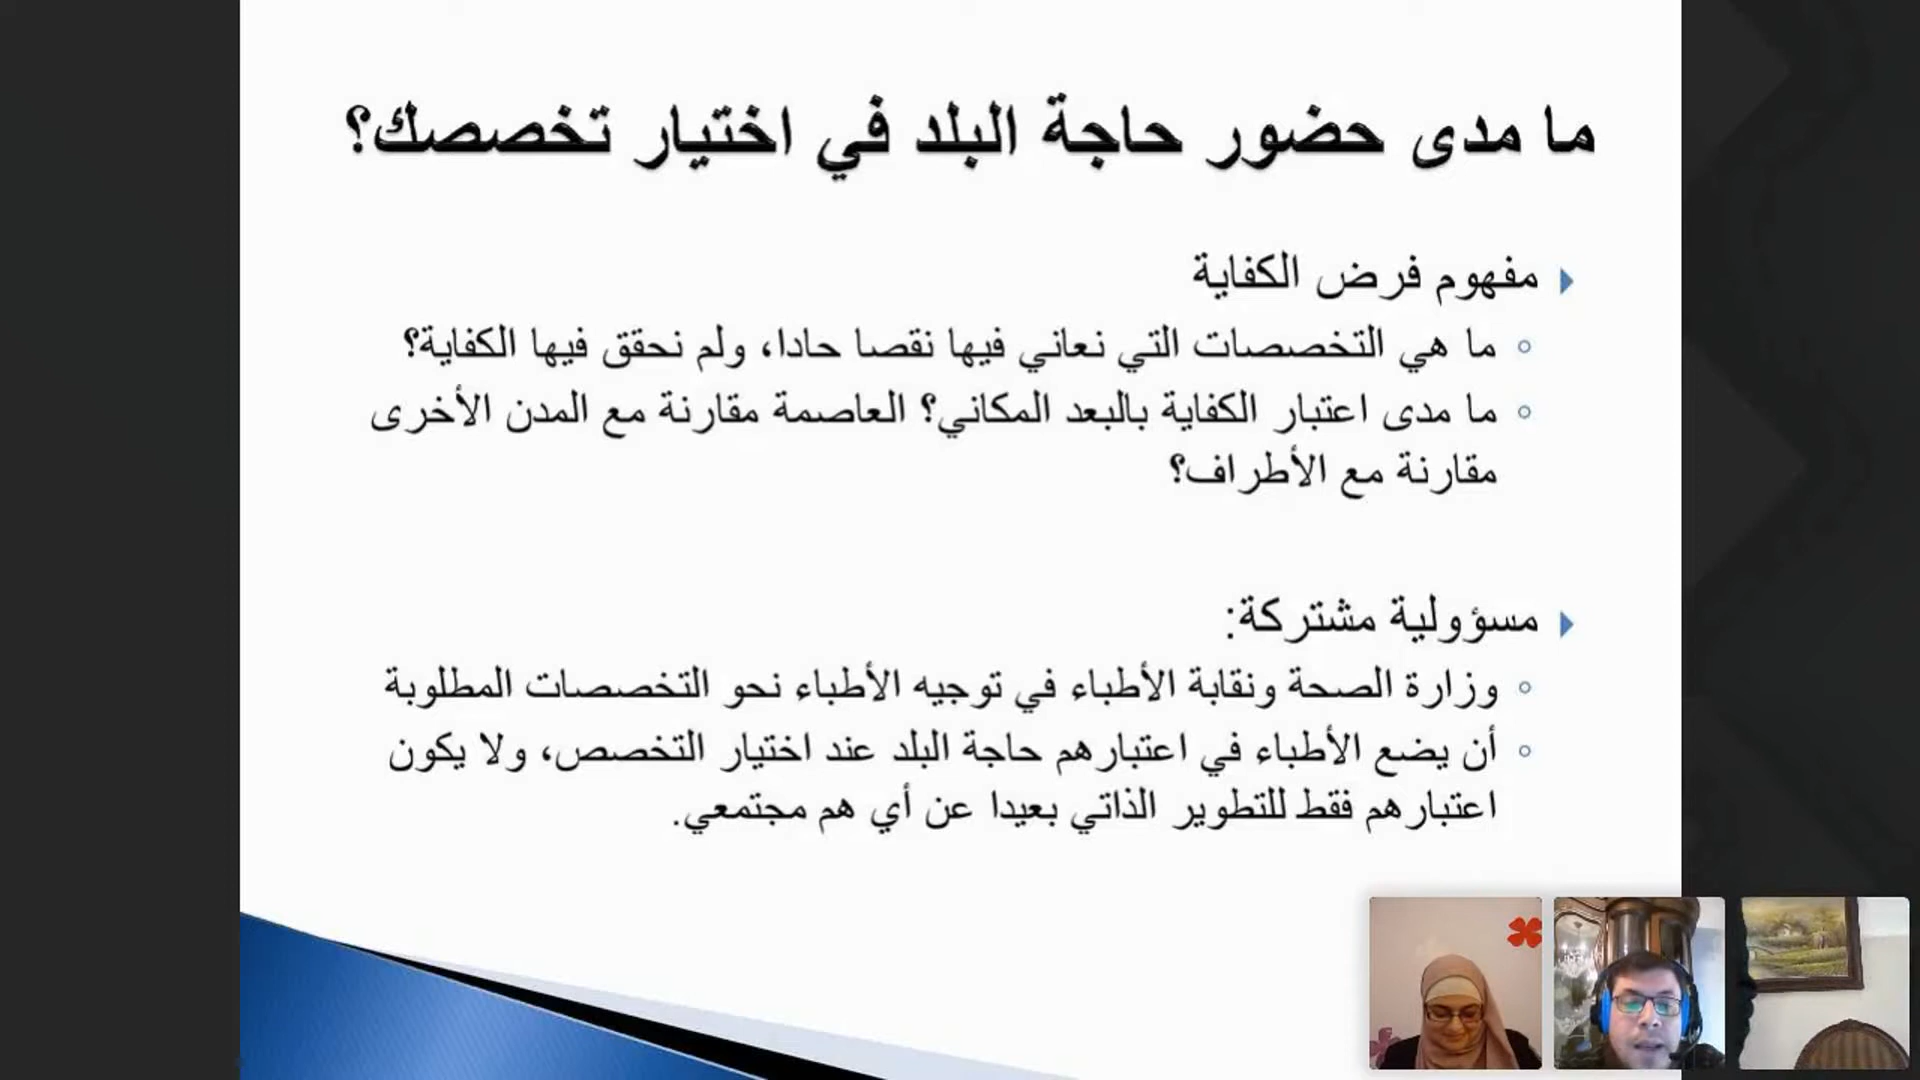 ما مدى حضور حاجة البلد في اختيار تخصصك؟
مفهوم فرض الكفاية
ما هي التخصصات التي نعاني فيها نقصا حادا، ولم نحقق فيها الكفاية؟
ما مدى اعتبار الكفاية بالبعد المكاني؟ العاصمة مقارنة مع المدن الأخرى
مقارنة مع الأطراف؟
مسؤولية مشتركة:
وزارة الصحة ونقابة الأطباء في توجيه الأطباء نحو التخصصات المطلوبة
أن يضع الأطباء في اعتبارهم حاجة البلد عند اختيار التخصص، ولا يكون
اعتبارهم فقط للتطوير الذاتي بعيدا عن أي هم مجتمعي.